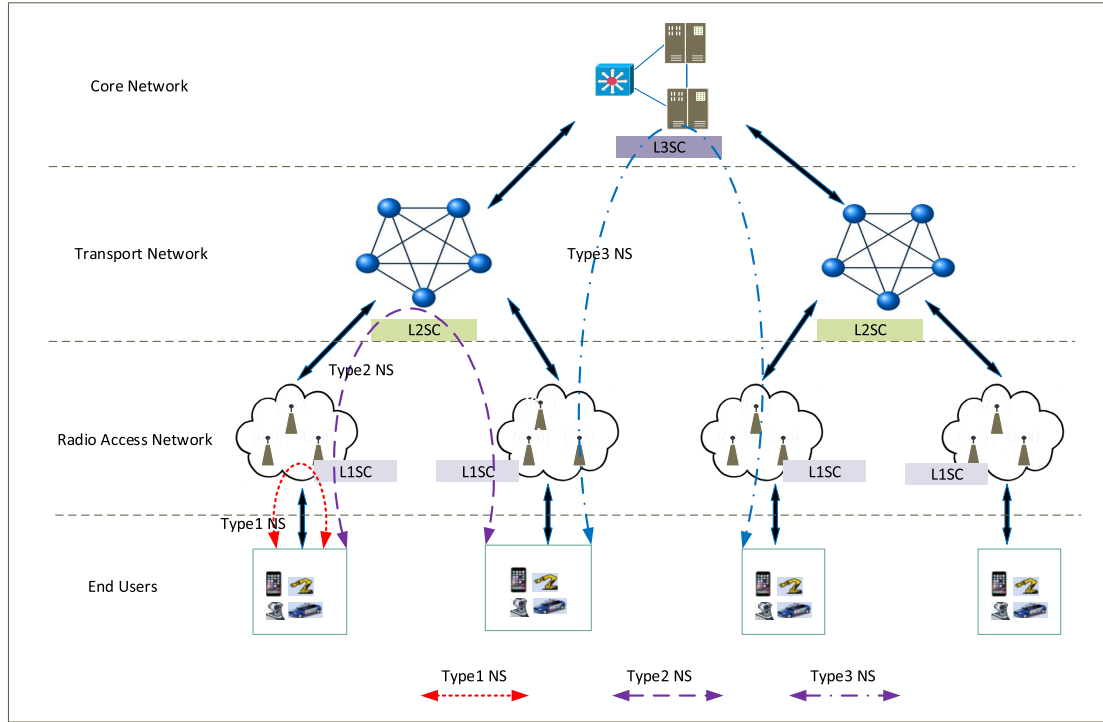 Core Network
L3SC
Transport Network
Type3 NS
L2SC
L2SC
Type2 NS
Radio Access Network
L1SC
L1SC
L1SC
L1SC
Type1 NS
End Users
Type1 NS
Type2 NS
Type3 NS